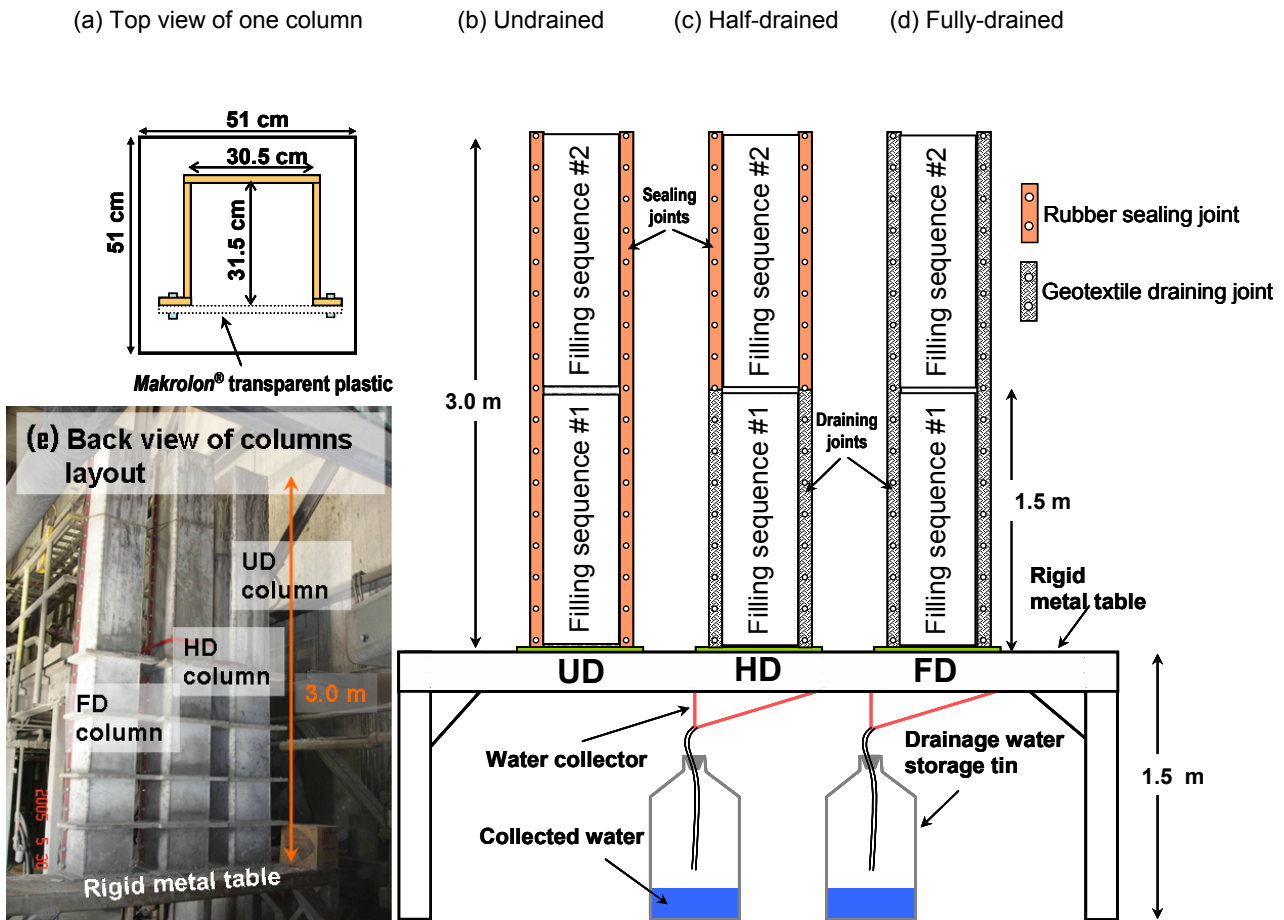 (a) Top view of one column
(b) Undrained
(c) Half-drained
(d) Fully-drained
51 cm
30.5 cm
51 cm
31.5 cm
Makrolon® transparent plastic
3.0 m
Filling sequence #2
Filling sequence #1
Sealing
joints
Filling sequence #2
Filling sequence #1
Draining
joints
Filling sequence #2
Filling sequence #1
1.5 m
Rubber sealing joint
Geotextile draining joint
Rigid
metal table
UD
HD
FD
1.5 m
Water collector
Drainage water
storage tin
Collected water
(e) Back view of columns
layout
UD
column
HD
column
FD
column
3.0 m
Rigid metal table
2005 5 30